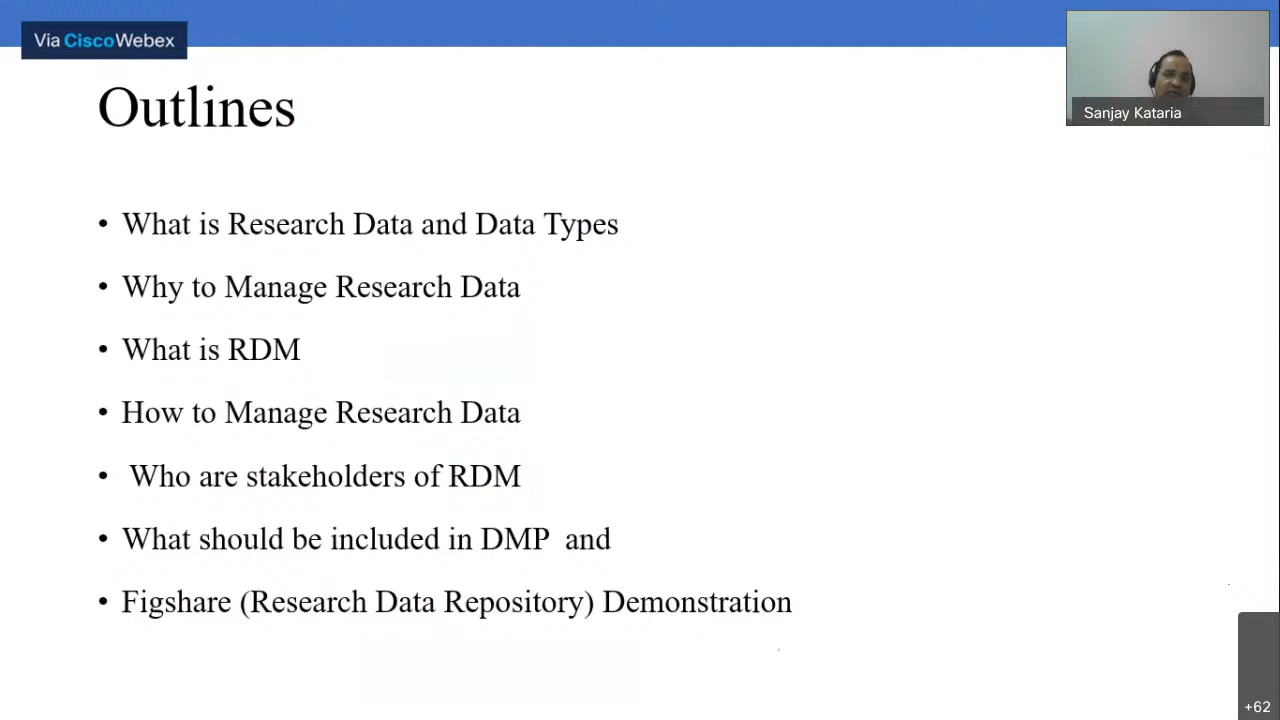 Via CiscoWebex
Sanjay Kataria
Outlines
• What is Research Data and Data Types
• Why to Manage Research Data
• What is RDM
• How to Manage Research Data
• Who are stakeholders of RDM
• What should be included in DMP and
• Figshare (Research Data Repository) Demonstration
+62